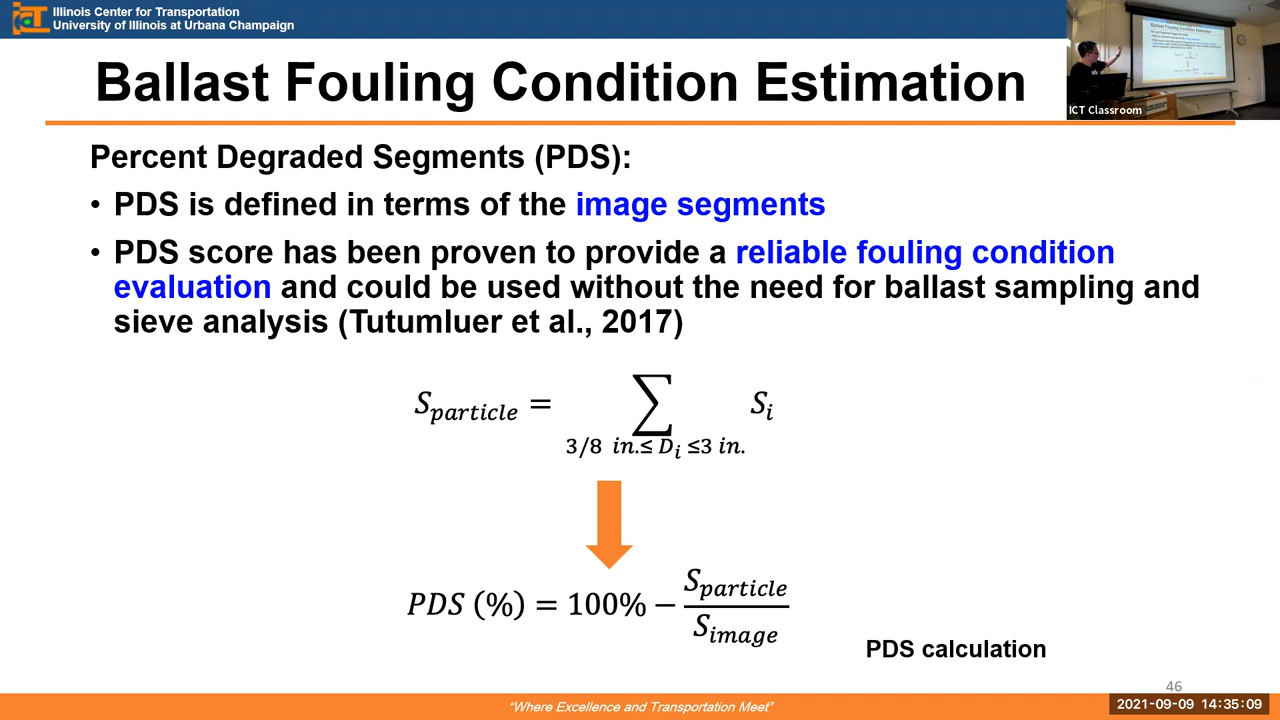 Illinois Center for Transportation
University of Illinois at Urbana Champaign
Ballast Fouling Condition Estimation
ICT Classroom
Percent Degraded Segments (PDS):
• PDS is defined in terms of the image segments
• PDS score has been proven to provide a reliable fouling condition
evaluation and could be used without the need for ballast sampling and
sieve analysis (Tutumluer et al., 2017)
S_particle = ∑ S_i
3/8 in.≤ D_i ≤3 in.
PDS (%) = 100% − S_particle / S_image
PDS calculation
46
"Where Excellence and Transportation Meet"
2021-09-09 14:35:09